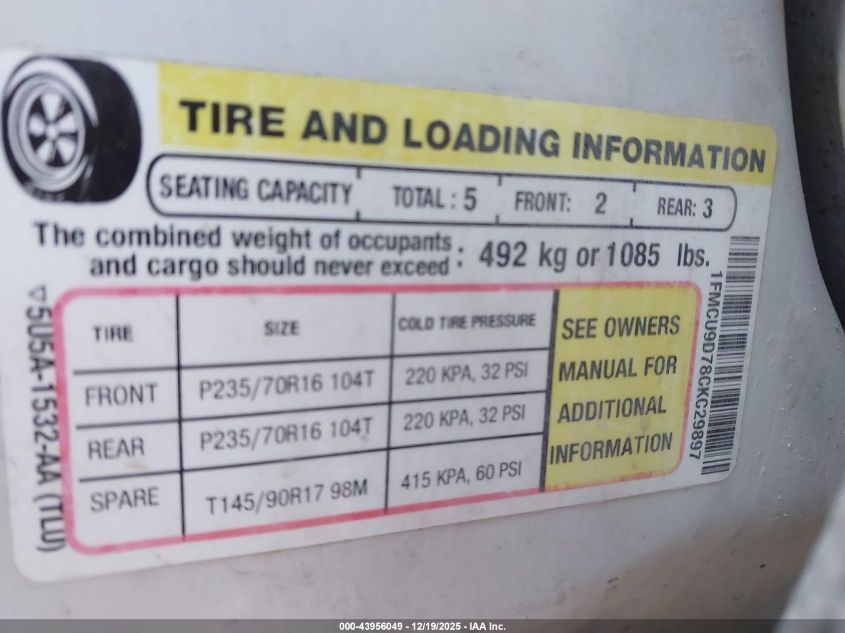 TIRE AND LOADING INFORMATION
SEATING CAPACITY TOTAL : 5 FRONT: 2 REAR: 3
The combined weight of occupants
and cargo should never exceed : 492 kg or 1085 lbs.
TIRE SIZE COLD TIRE PRESSURE
FRONT P235/70R16 104T 220 KPA, 32 PSI
REAR P235/70R16 104T 220 KPA, 32 PSI
SPARE T145/90R17 98M 415 KPA, 60 PSI
SEE OWNERS
MANUAL FOR
ADDITIONAL
INFORMATION
5U5A-1532-AA (TLU)
1FMCU9D78CKC29897
000-43956049 - 12/19/2025 - IAA Inc.